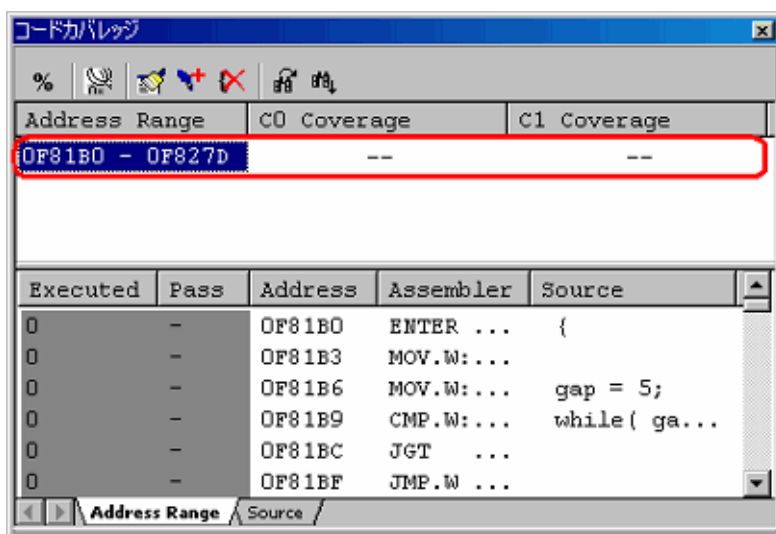 コードカバレッジ
%
Address Range C0 Coverage C1 Coverage
0F81B0 - 0F827D -- --
Executed Pass Address Assembler Source
0 - 0F81B0 ENTER ... {
0 - 0F81B3 MOV.W:...
0 - 0F81B6 MOV.W:... gap = 5;
0 - 0F81B9 CMP.W:... while( ga...
0 - 0F81BC JGT ...
0 - 0F81BF JMP.W ...
Address Range Source